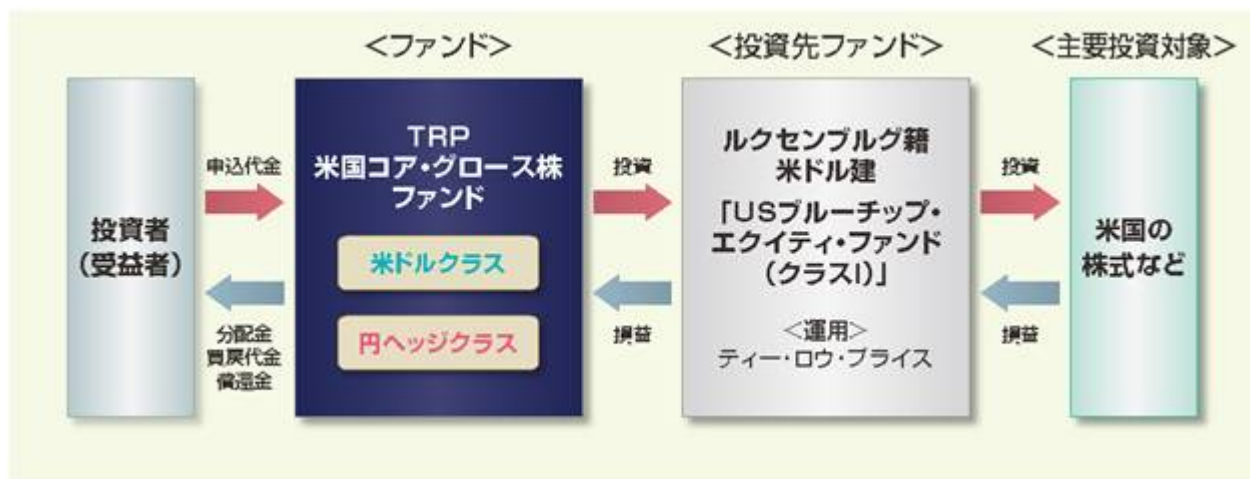 <ファンド>
<投資先ファンド>
<主要投資対象>
投資者
(受益者)
申込代金
分配金
買戻代金
償還金
TRP
米国コア・グロース株
ファンド
米ドルクラス
円ヘッジクラス
投資
損益
ルクセンブルグ籍
米ドル建
「USブルーチップ・
エクイティ・ファンド
(クラスI)」
<運用>
ティー・ロウ・プライス
投資
損益
米国の
株式など